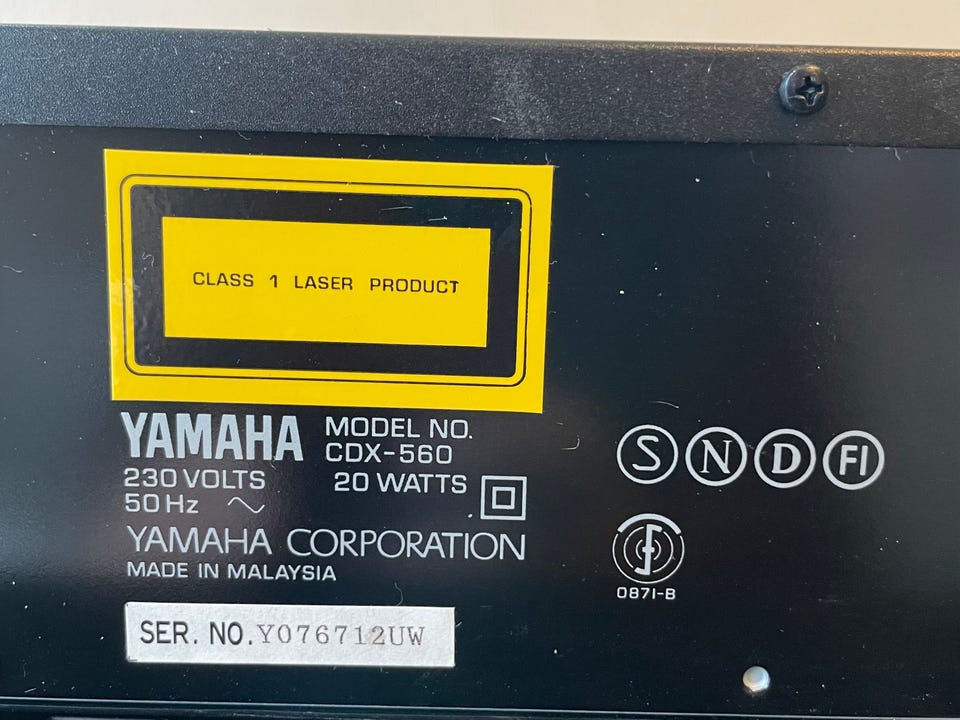 CLASS 1 LASER PRODUCT
YAMAHA MODEL NO.
CDX-560
230 VOLTS 20 WATTS
50 Hz ~
YAMAHA CORPORATION
MADE IN MALAYSIA
SER. NO. Y076712UW
S N D FI
0871-B